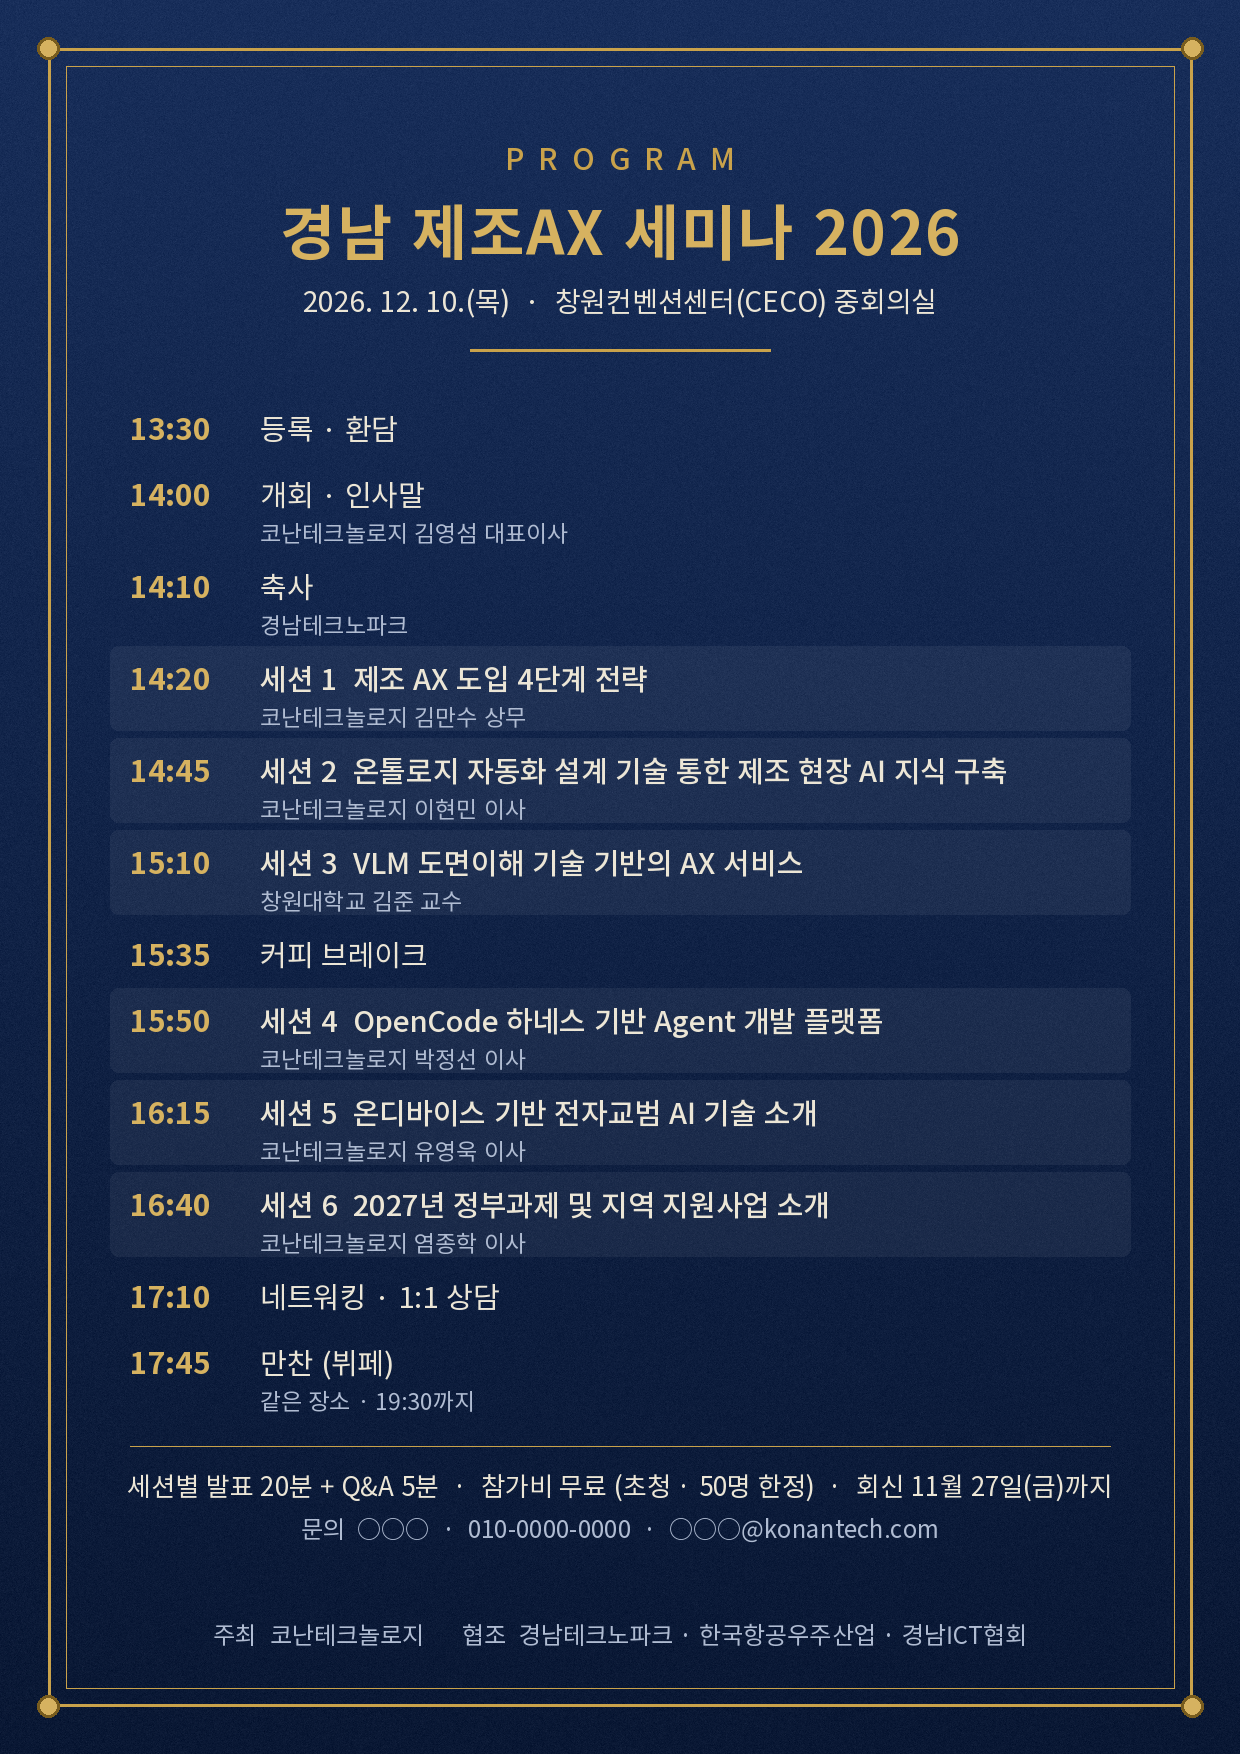 PROGRAM
경남 제조AX 세미나 2026
2026. 12. 10.(목) · 창원컨벤션센터(CECO) 중회의실
13:30 등록 · 환담
14:00 개회 · 인사말
코난테크놀로지 김영섬 대표이사
14:10 축사
경남테크노파크
14:20 세션 1 제조 AX 도입 4단계 전략
코난테크놀로지 김만수 상무
14:45 세션 2 온톨로지 자동화 설계 기술 통한 제조 현장 AI 지식 구축
코난테크놀로지 이현민 이사
15:10 세션 3 VLM 도면이해 기술 기반의 AX 서비스
창원대학교 김준 교수
15:35 커피 브레이크
15:50 세션 4 OpenCode 하네스 기반 Agent 개발 플랫폼
코난테크놀로지 박정선 이사
16:15 세션 5 온디바이스 기반 전자교범 AI 기술 소개
코난테크놀로지 유영욱 이사
16:40 세션 6 2027년 정부과제 및 지역 지원사업 소개
코난테크놀로지 염종학 이사
17:10 네트워킹 · 1:1 상담
17:45 만찬 (뷔페)
같은 장소 · 19:30까지
세션별 발표 20분 + Q&A 5분 · 참가비 무료 (초청 · 50명 한정) · 회신 11월 27일(금)까지
문의 ○○○ · 010-0000-0000 · ○○○@konantech.com
주최 코난테크놀로지 협조 경남테크노파크 · 한국항공우주산업 · 경남ICT협회